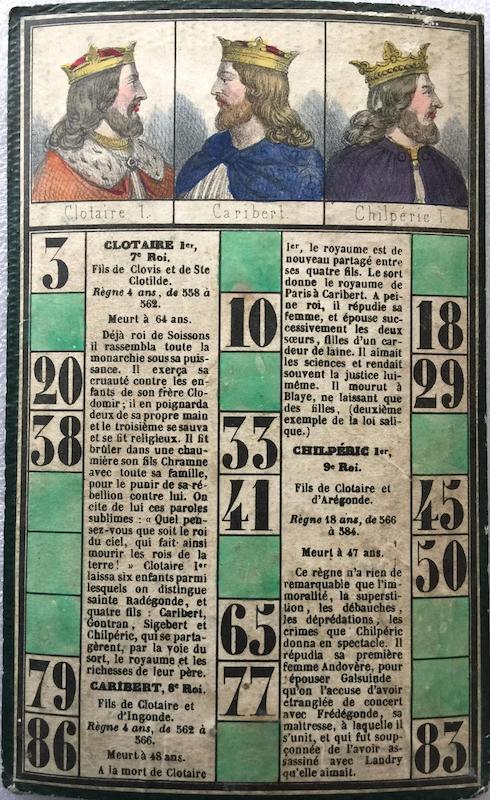 Clotaire 1.
Caribert.
Chilpéric 1.
3
20
38
79
86
CLOTAIRE 1er,
7e Roi.
Fils de Clovis et de Ste
Clotilde.
Règne 4 ans, de 558 à
562.
Meurt à 64 ans.
Déjà roi de Soissons
il rassembla toute la
monarchie sous sa puis-
sance. Il exerça sa
cruauté contre les en-
fants de son frère Clo-
domir; il en poignarda
deux de sa propre main
et le troisième se sauva
et se fit religieux. Il fit
brûler dans une chau-
mière son fils Chramne
avec toute sa famille,
pour le punir de sa ré-
bellion contre lui. On
cite de lui ces paroles
sublimes : « Quel pen-
sez-vous que soit le roi
du ciel, qui fait ainsi
mourir les rois de la
terre! » Clotaire 1er
laissa six enfants parmi
lesquels on distingue
sainte Radégonde, et
quatre fils : Caribert,
Gontran, Sigebert et
Chilpéric, qui se parta-
gèrent, par la voie du
sort, le royaume et les
richesses de leur père.
CARIBERT, 8e Roi.
Fils de Clotaire et
d'Ingonde.
Règne 4 ans, de 562 à
566.
Meurt à 48 ans.
A la mort de Clotaire
10
33
41
65
77
1er, le royaume est de
nouveau partagé entre
ses quatre fils. Le sort
donne le royaume de
Paris à Caribert. A pei-
ne roi, il répudie sa
femme, et épouse suc-
cessivement les deux
sœurs, filles d'un car-
deur de laine. Il aimait
les sciences et rendait
souvent la justice lui-
même. Il mourut à
Blaye, ne laissant que
des filles, (deuxième
exemple de la loi sali-
que.)
CHILPÉRIC 1er,
9e Roi.
Fils de Clotaire et
d'Arégonde.
Règne 18 ans, de 566
à 584.
Meurt à 47 ans.
Ce règne n'a rien de
remarquable que l'im-
moralité, la supersti-
tion, les débauches,
les déprédations, les
crimes que Chilpéric
donna en spectacle. Il
répudia sa première
femme Andovère, pour
épouser Galsuinde
qu'on l'accuse d'avoir
étranglée de concert
avec Frédégonde, sa
maîtresse, à laquelle il
s'unit, et qui fut soup-
çonnée de l'avoir as-
sassiné avec Landry
qu'elle aimait.
18
29
45
50
83